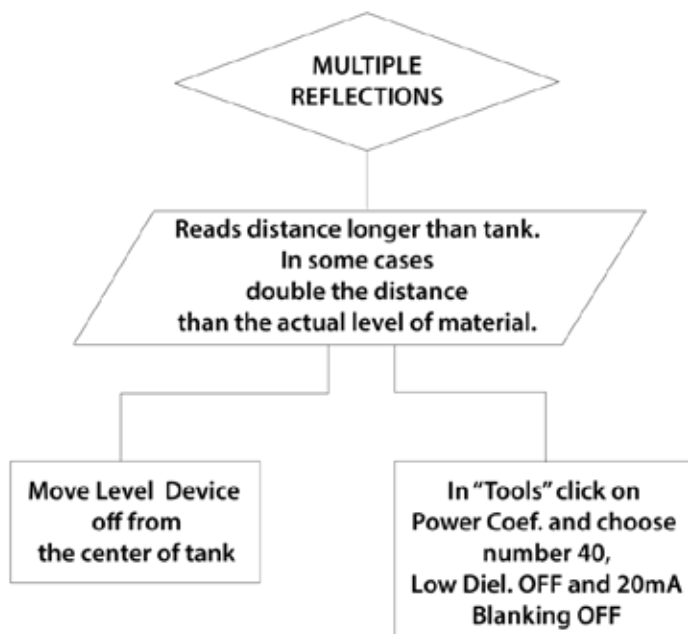 MULTIPLE
REFLECTIONS
Reads distance longer than tank.
In some cases
double the distance
than the actual level of material.
Move Level Device
off from
the center of tank
In “Tools” click on
Power Coef. and choose
number 40,
Low Diel. OFF and 20mA
Blanking OFF